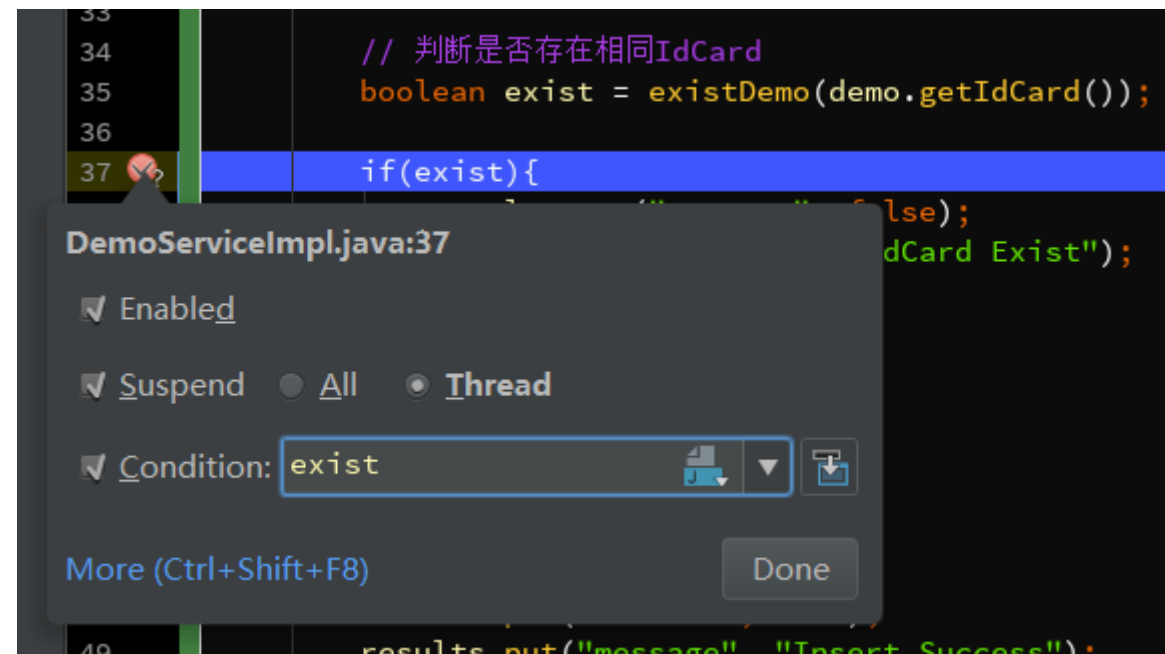 33
34 // 判断是否存在相同IdCard
35 boolean exist = existDemo(demo.getIdCard());
36
37 if(exist){
lse);
DemoServiceImpl.java:37
dCard Exist");
Enabled
Suspend All Thread
Condition: exist
More (Ctrl+Shift+F8) Done
49 results.put("message", "Insert Success");